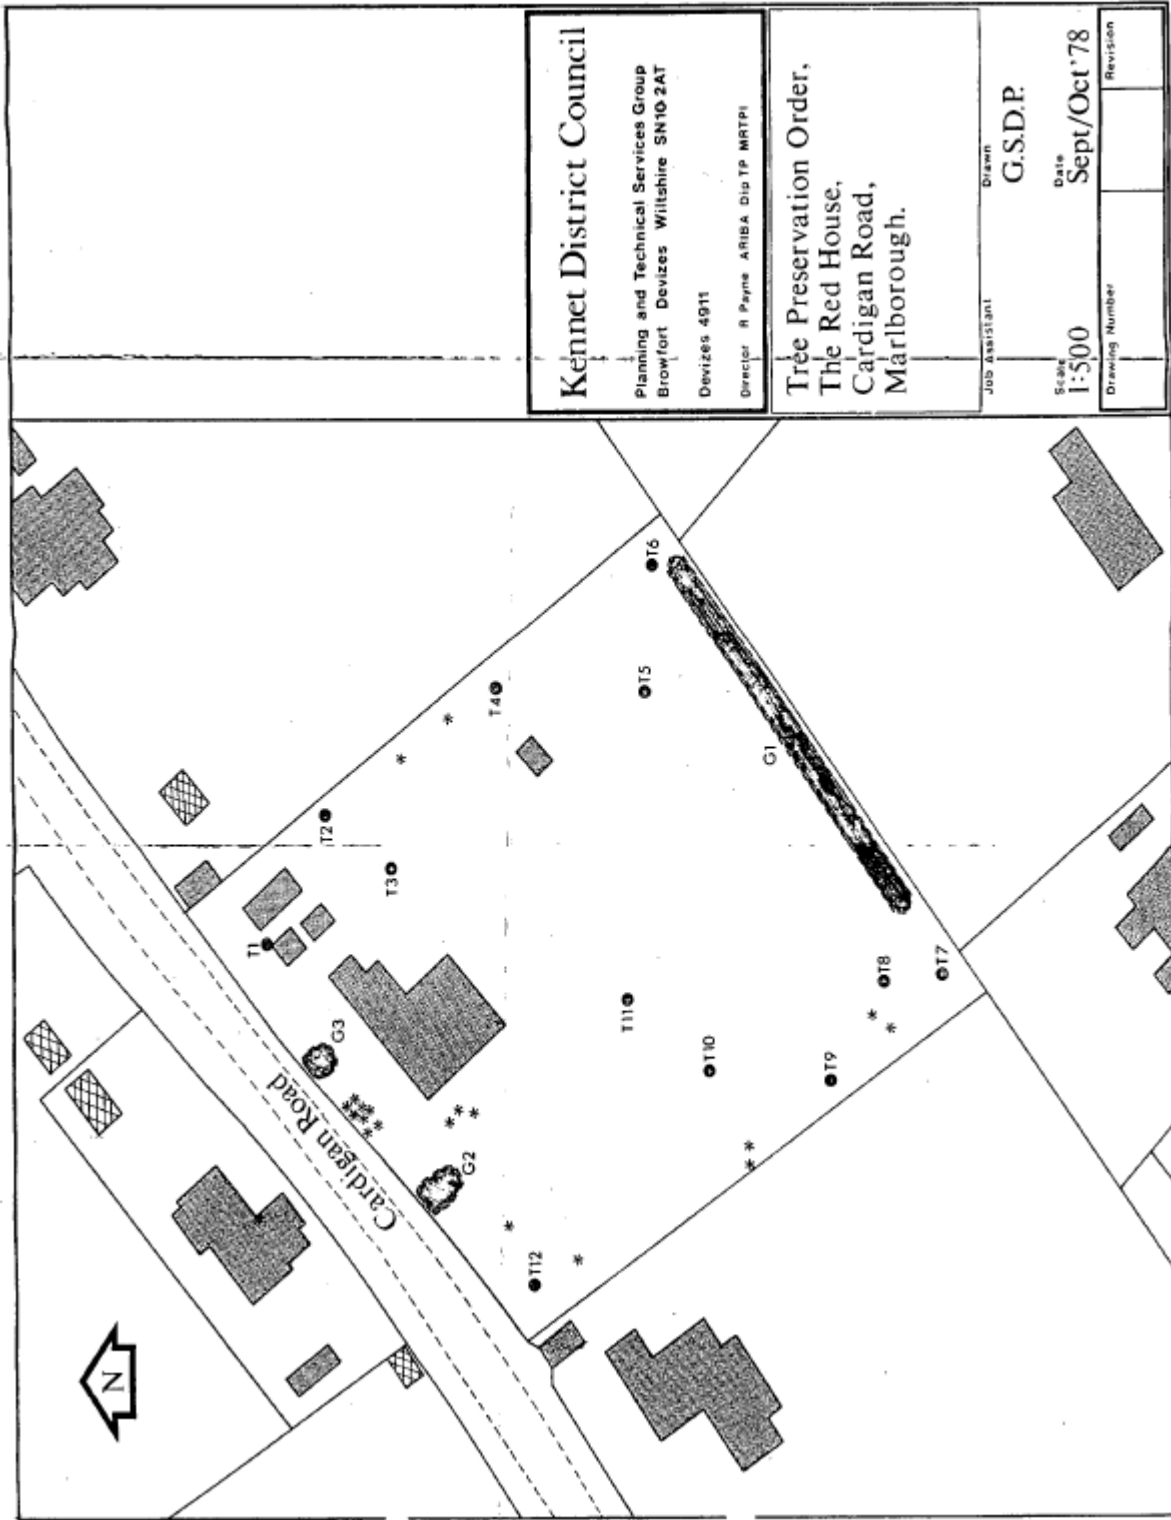 Kennet District Council
Planning and Technical Services Group
Browfort Devizes Wiltshire SN10 2AT
Devizes 4911
Director R Payne ARIBA Dip TP MRTPI
Tree Preservation Order,
The Red House,
Cardigan Road,
Marlborough.
Job Assistant
Drawn
G.S.D.P.
Scale
1:500
Date
Sept/Oct '78
Drawing Number
Revision
N
Cardigan Road
T1
T2
T3
T4
T5
T6
G1
T7
T8
T9
T10
T11
T12
G2
G3